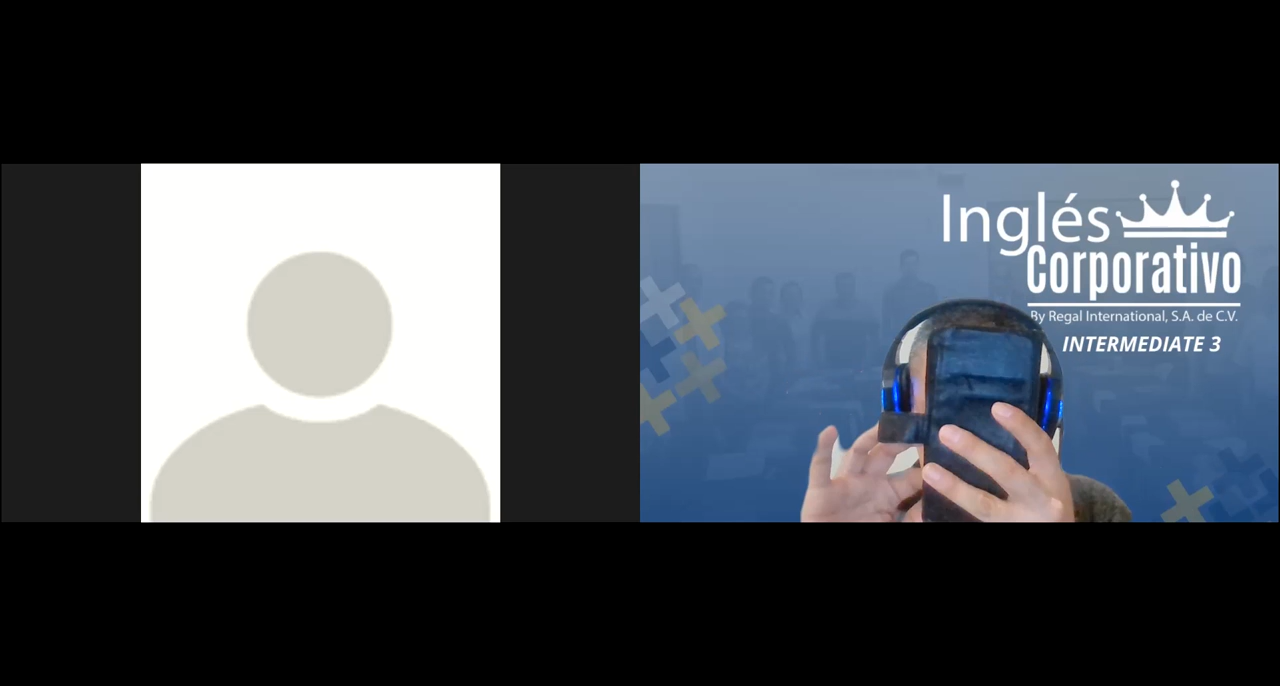 Inglés
Corporativo
By Regal International, S.A. de C.V.
INTERMEDIATE 3